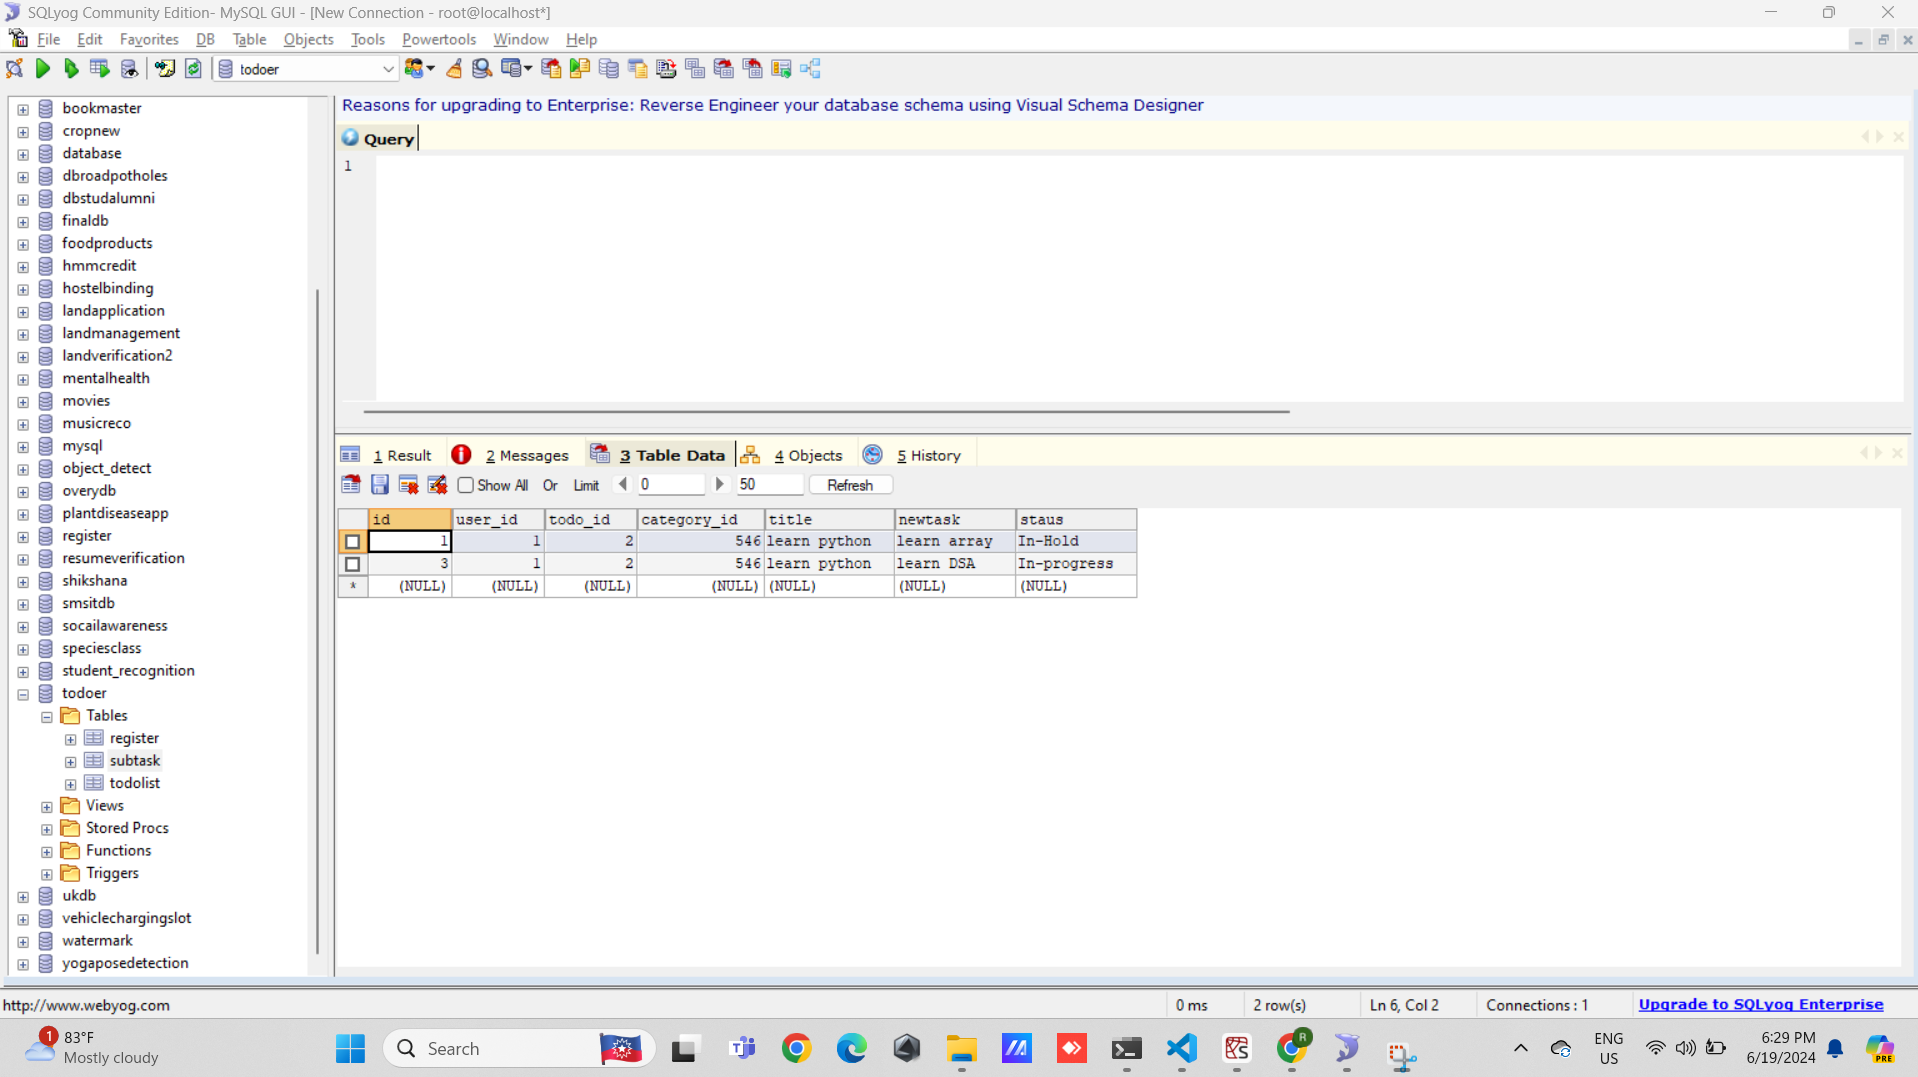 SQLyog Community Edition- MySQL GUI - [New Connection - root@localhost*]
File Edit Favorites DB Table Objects Tools Powertools Window Help
todoer
bookmaster
cropnew
database
dbroadpotholes
dbstudalumni
finaldb
foodproducts
hmmcredit
hostelbinding
landapplication
landmanagement
landverification2
mentalhealth
movies
musicreco
mysql
object_detect
overydb
plantdiseaseapp
register
resumeverification
shikshana
smsitdb
socailawareness
speciesclass
student_recognition
todoer
Tables
register
subtask
todolist
Views
Stored Procs
Functions
Triggers
ukdb
vehiclechargingslot
watermark
yogaposedetection
Reasons for upgrading to Enterprise: Reverse Engineer your database schema using Visual Schema Designer
Query
1
1 Result 2 Messages 3 Table Data 4 Objects 5 History
Show All Or Limit 0 50 Refresh
id user_id todo_id category_id title newtask staus
1 1 2 546 learn python learn array In-Hold
3 1 2 546 learn python learn DSA In-progress
* (NULL) (NULL) (NULL) (NULL) (NULL) (NULL) (NULL)
http://www.webyog.com 0 ms 2 row(s) Ln 6, Col 2 Connections : 1 Upgrade to SQLyog Enterprise
1 83°F
Mostly cloudy
Search
R
ENG
US
6:29 PM
6/19/2024
PRE